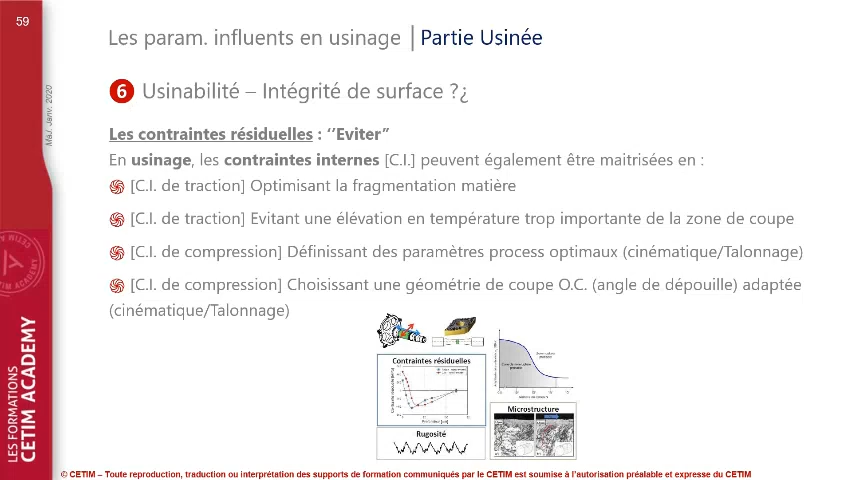 59
Les param. influents en usinage | Partie Usinée
Màj. Janv. 2020
6 Usinabilité – Intégrité de surface ?¿
Les contraintes résiduelles : ‘‘Eviter’’
En usinage, les contraintes internes [C.I.] peuvent également être maitrisées en :
[C.I. de traction] Optimisant la fragmentation matière
[C.I. de traction] Evitant une élévation en température trop importante de la zone de coupe
[C.I. de compression] Définissant des paramètres process optimaux (cinématique/Talonnage)
[C.I. de compression] Choisissant une géométrie de coupe O.C. (angle de dépouille) adaptée
(cinématique/Talonnage)
Contraintes résiduelles
Microstructure
Rugosité
LES FORMATIONS
CETIM ACADEMY
© CETIM – Toute reproduction, traduction ou interprétation des supports de formation communiqués par le CETIM est soumise à l'autorisation préalable et expresse du CETIM